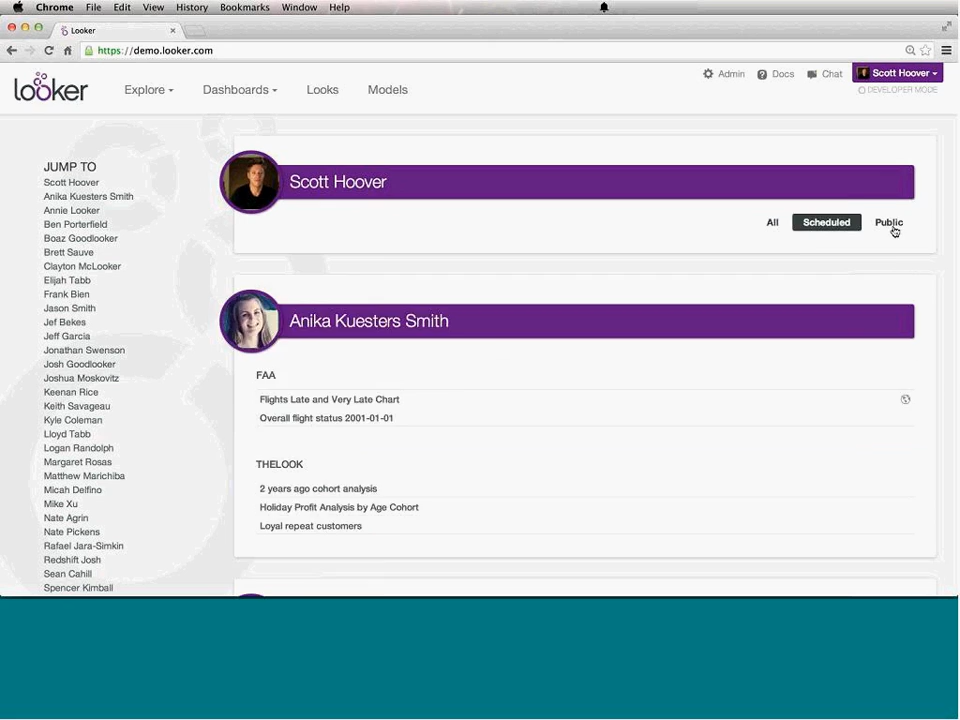 Chrome File Edit View History Bookmarks Window Help
Looker
https://demo.looker.com
looker
Explore Dashboards Looks Models
Admin Docs Chat Scott Hoover
DEVELOPER MODE
JUMP TO
Scott Hoover
Anika Kuesters Smith
Annie Looker
Ben Porterfield
Boaz Goodlooker
Brett Sauve
Clayton McLooker
Elijah Tabb
Frank Bien
Jason Smith
Jef Bekes
Jeff Garcia
Jonathan Swenson
Josh Goodlooker
Joshua Moskovitz
Keenan Rice
Keith Savageau
Kyle Coleman
Lloyd Tabb
Logan Randolph
Margaret Rosas
Matthew Marichiba
Micah Delfino
Mike Xu
Nate Agrin
Nate Pickens
Rafael Jara-Simkin
Redshift Josh
Sean Cahill
Spencer Kimball
Scott Hoover
All Scheduled Public
Anika Kuesters Smith
FAA
Flights Late and Very Late Chart
Overall flight status 2001-01-01
THELOOK
2 years ago cohort analysis
Holiday Profit Analysis by Age Cohort
Loyal repeat customers